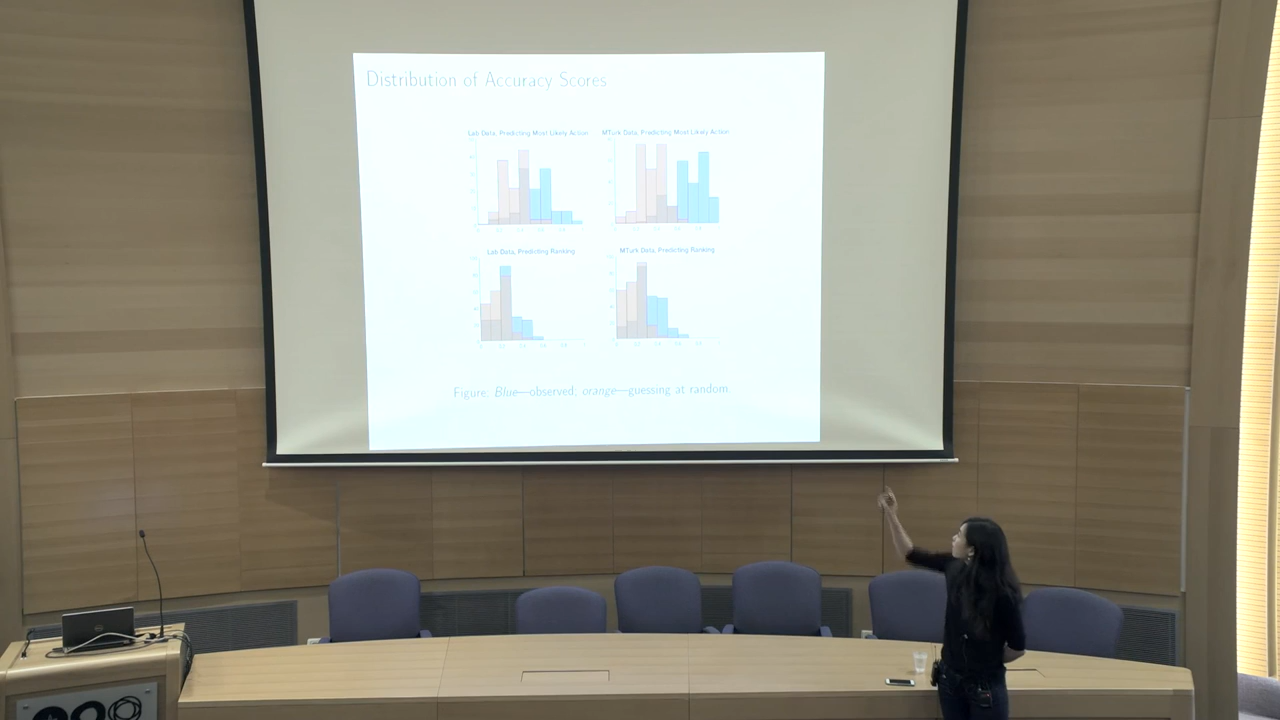 Distribution of Accuracy Scores
Lab Data, Predicting Most Likely Action
MTurk Data, Predicting Most Likely Action
Lab Data, Predicting Ranking
MTurk Data, Predicting Ranking
Figure: Blue—observed; orange—guessing at random